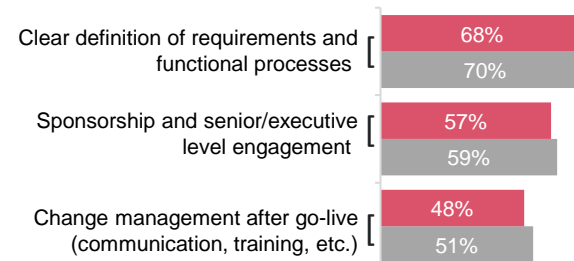 Clear definition of requirements and
functional processes
68%
70%
Sponsorship and senior/executive
level engagement
57%
59%
Change management after go-live
(communication, training, etc.)
48%
51%